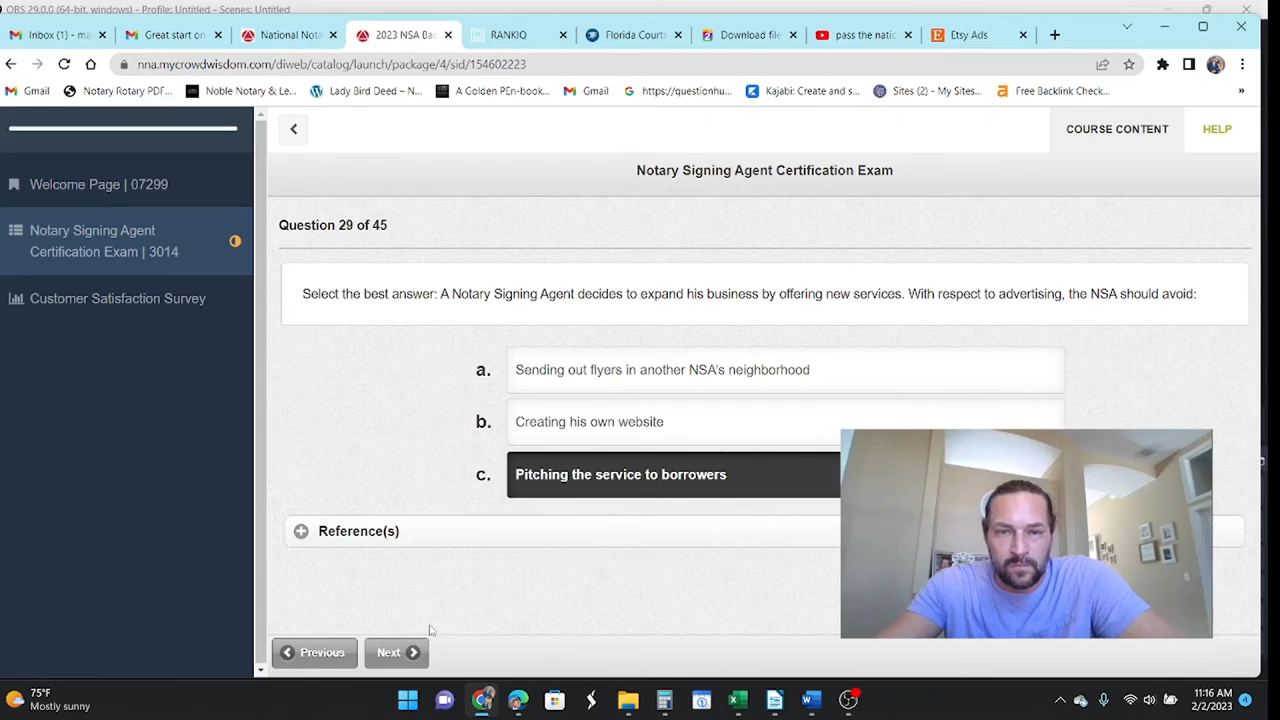 OBS 29.0.0 (64-bit, windows) - Profile: Untitled - Scenes: Untitled
Inbox (1) - ma
Great start on
National Nota
2023 NSA Bac
RANKIQ
Florida Courts
Download file
pass the natio
Etsy Ads
nna.mycrowdwisdom.com/diweb/catalog/launch/package/4/sid/154602223
Gmail
Notary Rotary PDF...
Noble Notary & Le...
Lady Bird Deed – N...
A Golden PEn-book...
Gmail
https://questionhu...
Kajabi: Create and s...
Sites (2) - My Sites...
Free Backlink Check...
»
COURSE CONTENT
HELP
Welcome Page | 07299
Notary Signing Agent
Certification Exam | 3014
Customer Satisfaction Survey
Notary Signing Agent Certification Exam
Question 29 of 45
Select the best answer: A Notary Signing Agent decides to expand his business by offering new services. With respect to advertising, the NSA should avoid:
a. Sending out flyers in another NSA's neighborhood
b. Creating his own website
c. Pitching the service to borrowers
Reference(s)
Previous
Next
75°F
Mostly sunny
11:16 AM
2/2/2023